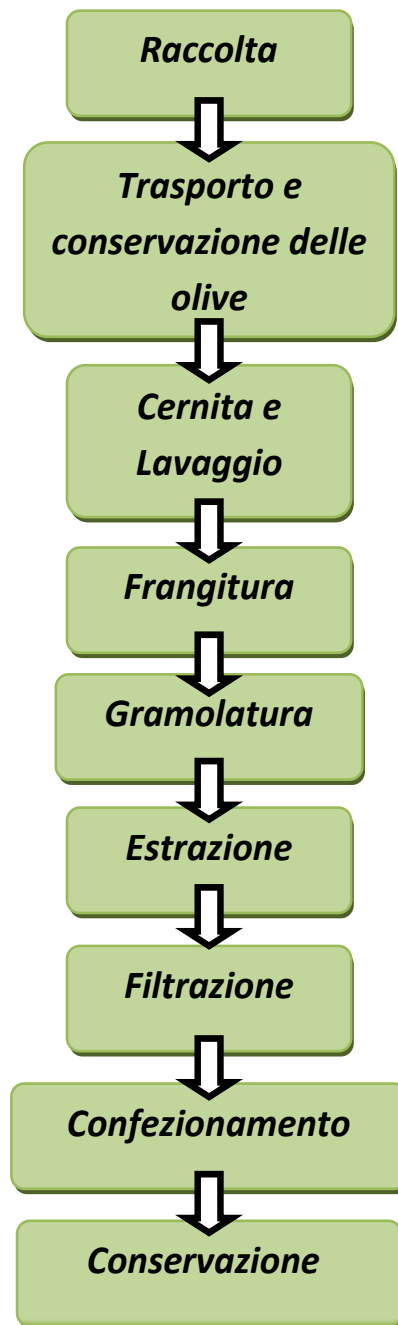 Raccolta
Trasporto e
conservazione delle
olive
Cernita e
Lavaggio
Frangitura
Gramolatura
Estrazione
Filtrazione
Confezionamento
Conservazione